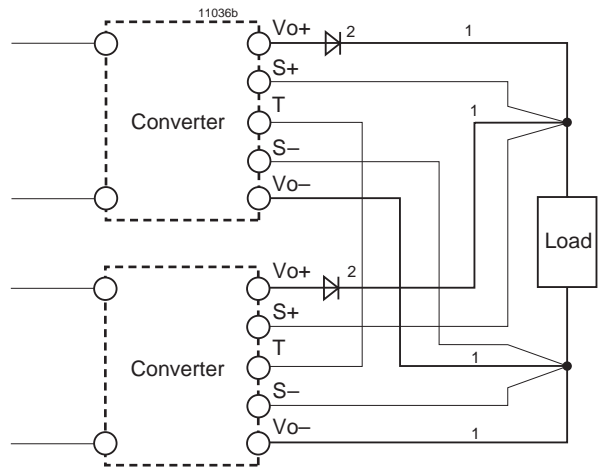 11036b
Vo+
2
1
S+
T
1
Converter
S–
Vo–
Load
Vo+
2
S+
T
1
Converter
S–
Vo–
1